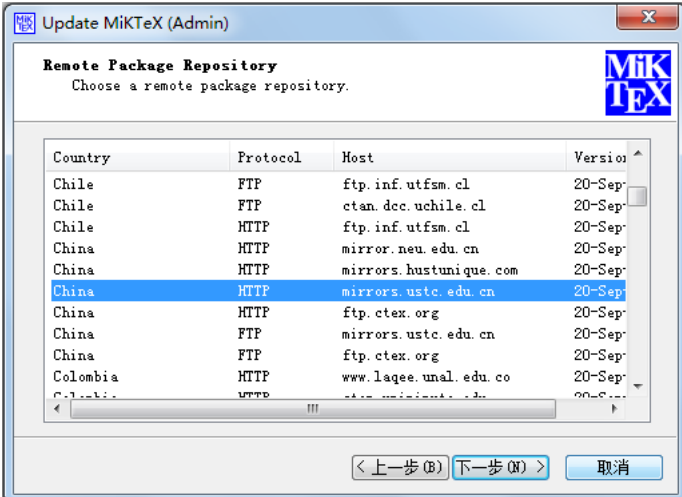 Update MiKTeX (Admin)
Remote Package Repository
Choose a remote package repository.
MiK
TEX
Country Protocol Host Version
Chile FTP ftp.inf.utfsm.cl 20-Sep-
Chile FTP ctan.dcc.uchile.cl 20-Sep-
Chile HTTP ftp.inf.utfsm.cl 20-Sep-
China HTTP mirror.neu.edu.cn 20-Sep-
China HTTP mirrors.hustunique.com 20-Sep-
China HTTP mirrors.ustc.edu.cn 20-Sep-
China HTTP ftp.ctex.org 20-Sep-
China FTP mirrors.ustc.edu.cn 20-Sep-
China FTP ftp.ctex.org 20-Sep-
Colombia HTTP www.laqee.unal.edu.co 20-Sep-
< 上一步(B) 下一步(N) > 取消